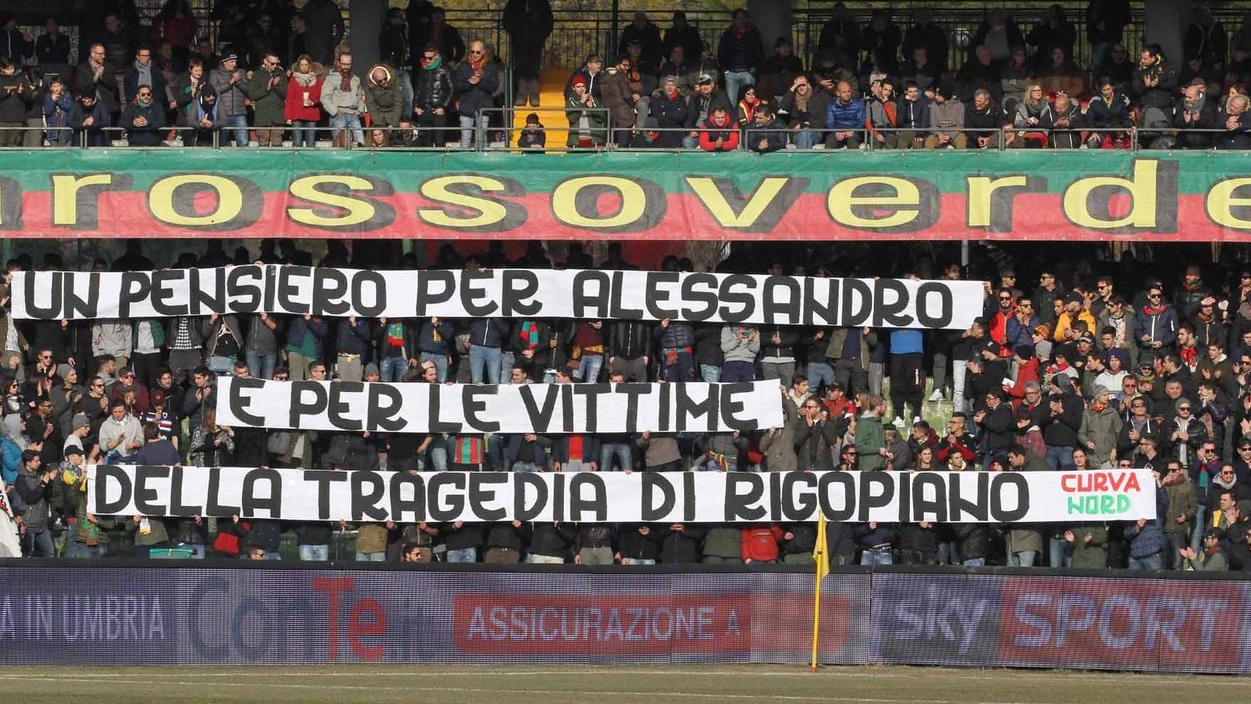 rossoverde
UN PENSIERO PER ALESSANDRO
E PER LE VITTIME
DELLA TRAGEDIA DI RIGOPIANO CURVA
NORD
IN UMBRIA ConTe.it ASSICURAZIONE A sky SPORT